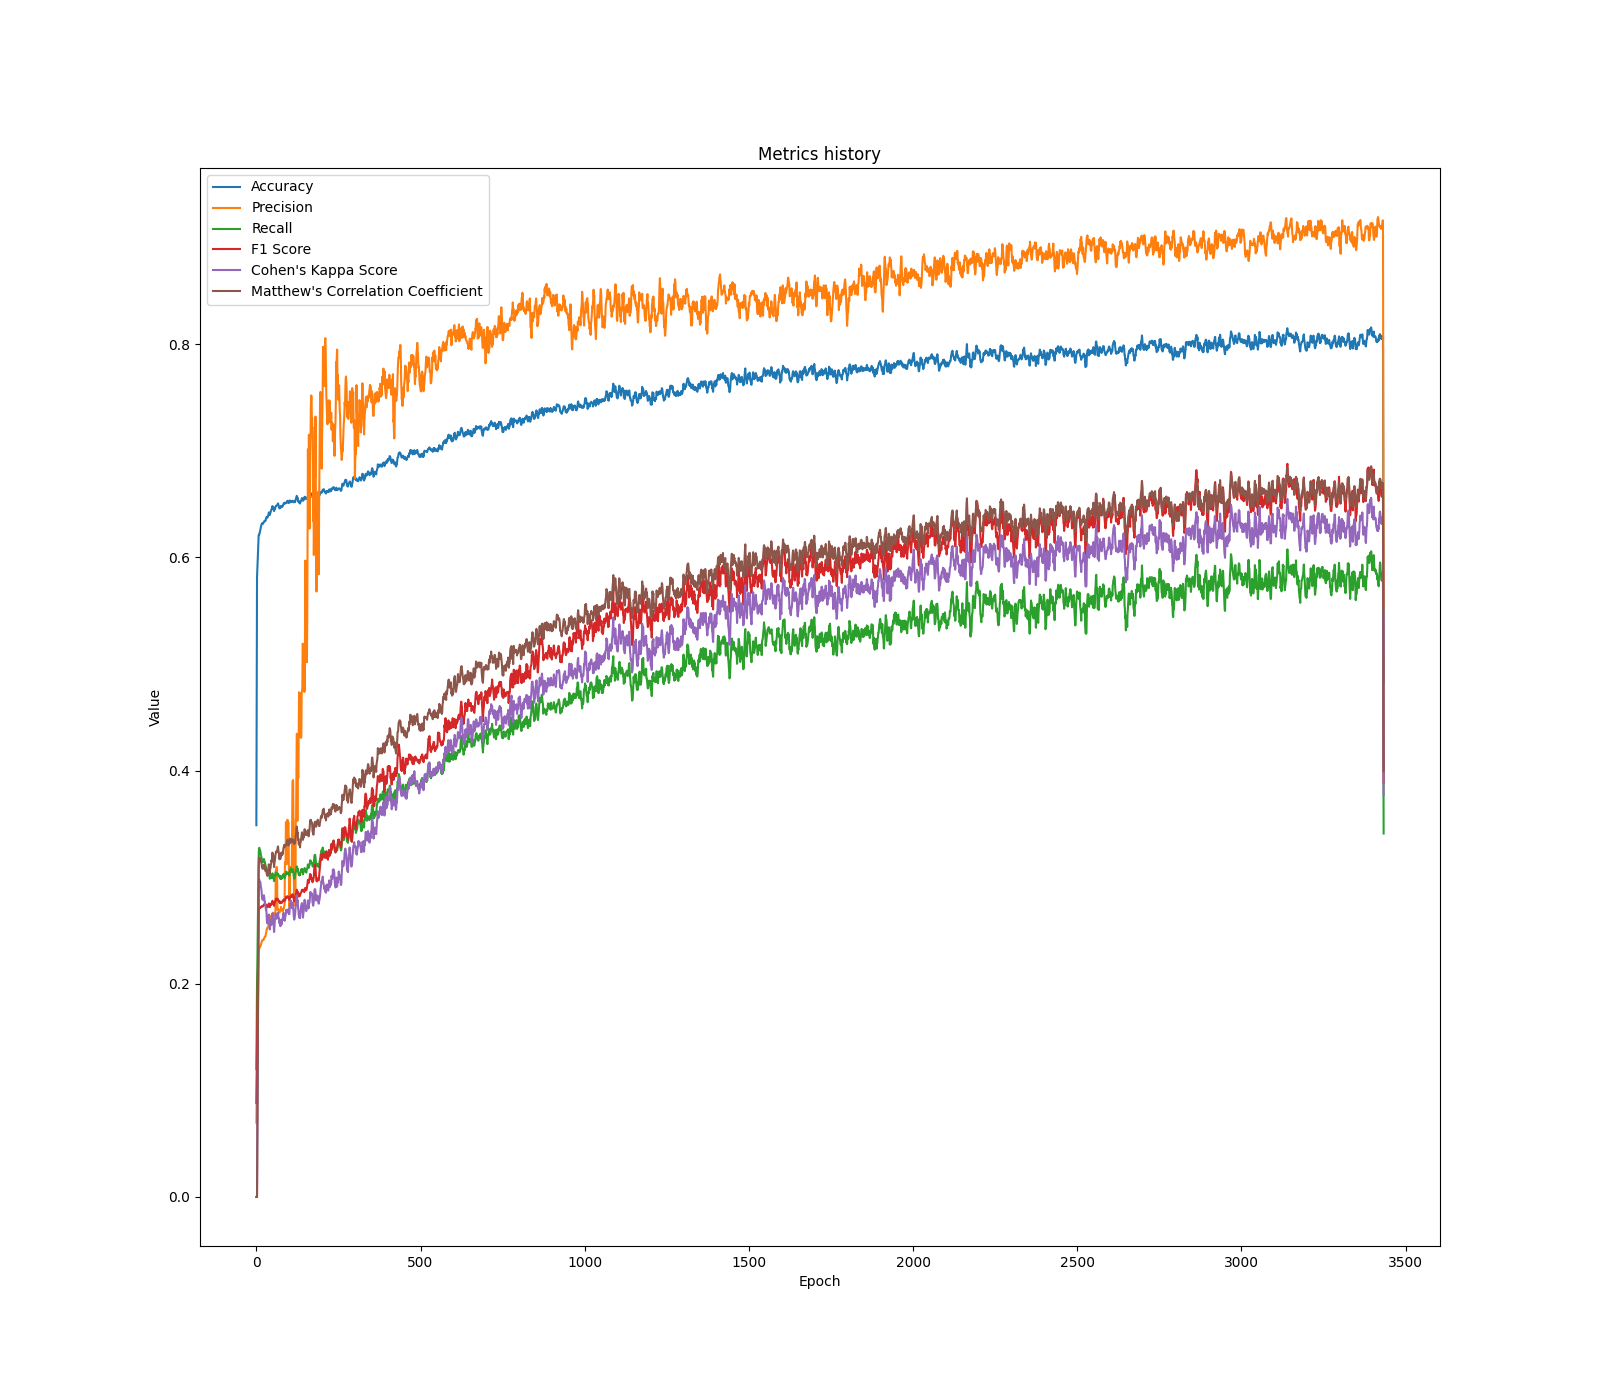 Metrics history
Accuracy
Precision
Recall
F1 Score
Cohen's Kappa Score
Matthew's Correlation Coefficient
0.8
0.6
0.4
0.2
0.0
Value
0 500 1000 1500 2000 2500 3000 3500
Epoch